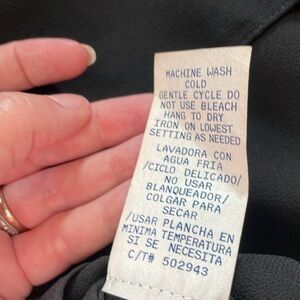 MACHINE WASH
COLD
GENTLE CYCLE DO
NOT USE BLEACH
HANG TO DRY
IRON ON LOWEST
SETTING AS NEEDED
LAVADORA CON
AGUA FRIA
/CICLO DELICADO/
NO USAR
BLANQUEADOR/
COLGAR PARA
SECAR
/USAR PLANCHA EN
MINIMA TEMPERATURA
SI SE NECESITA
C/T# 502943